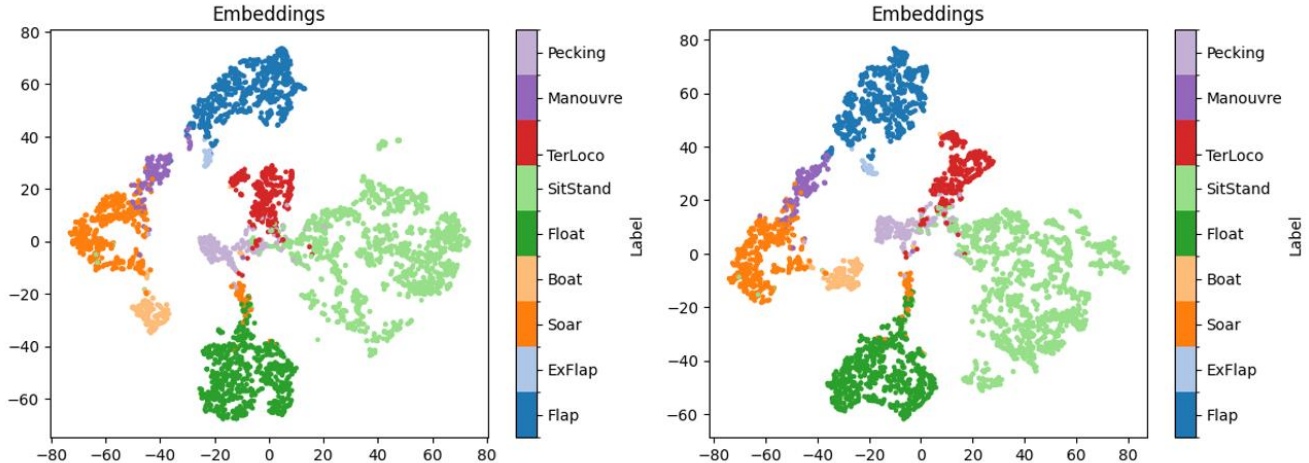 Embeddings
80
60
40
20
0
−20
−40
−60
−80 −60 −40 −20 0 20 40 60 80
Pecking
Manouvre
TerLoco
SitStand
Float
Boat
Soar
ExFlap
Flap
Label
Embeddings
80
60
40
20
0
−20
−40
−60
−80 −60 −40 −20 0 20 40 60 80
Pecking
Manouvre
TerLoco
SitStand
Float
Boat
Soar
ExFlap
Flap
Label